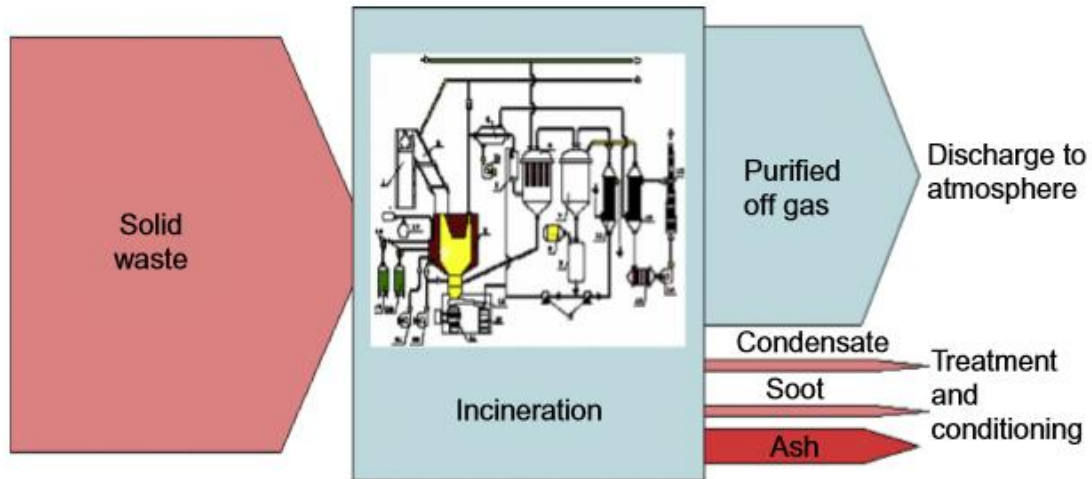 Solid
waste
Incineration
Purified
off gas
Discharge to
atmosphere
Condensate
Soot
Ash
Treatment
and
conditioning